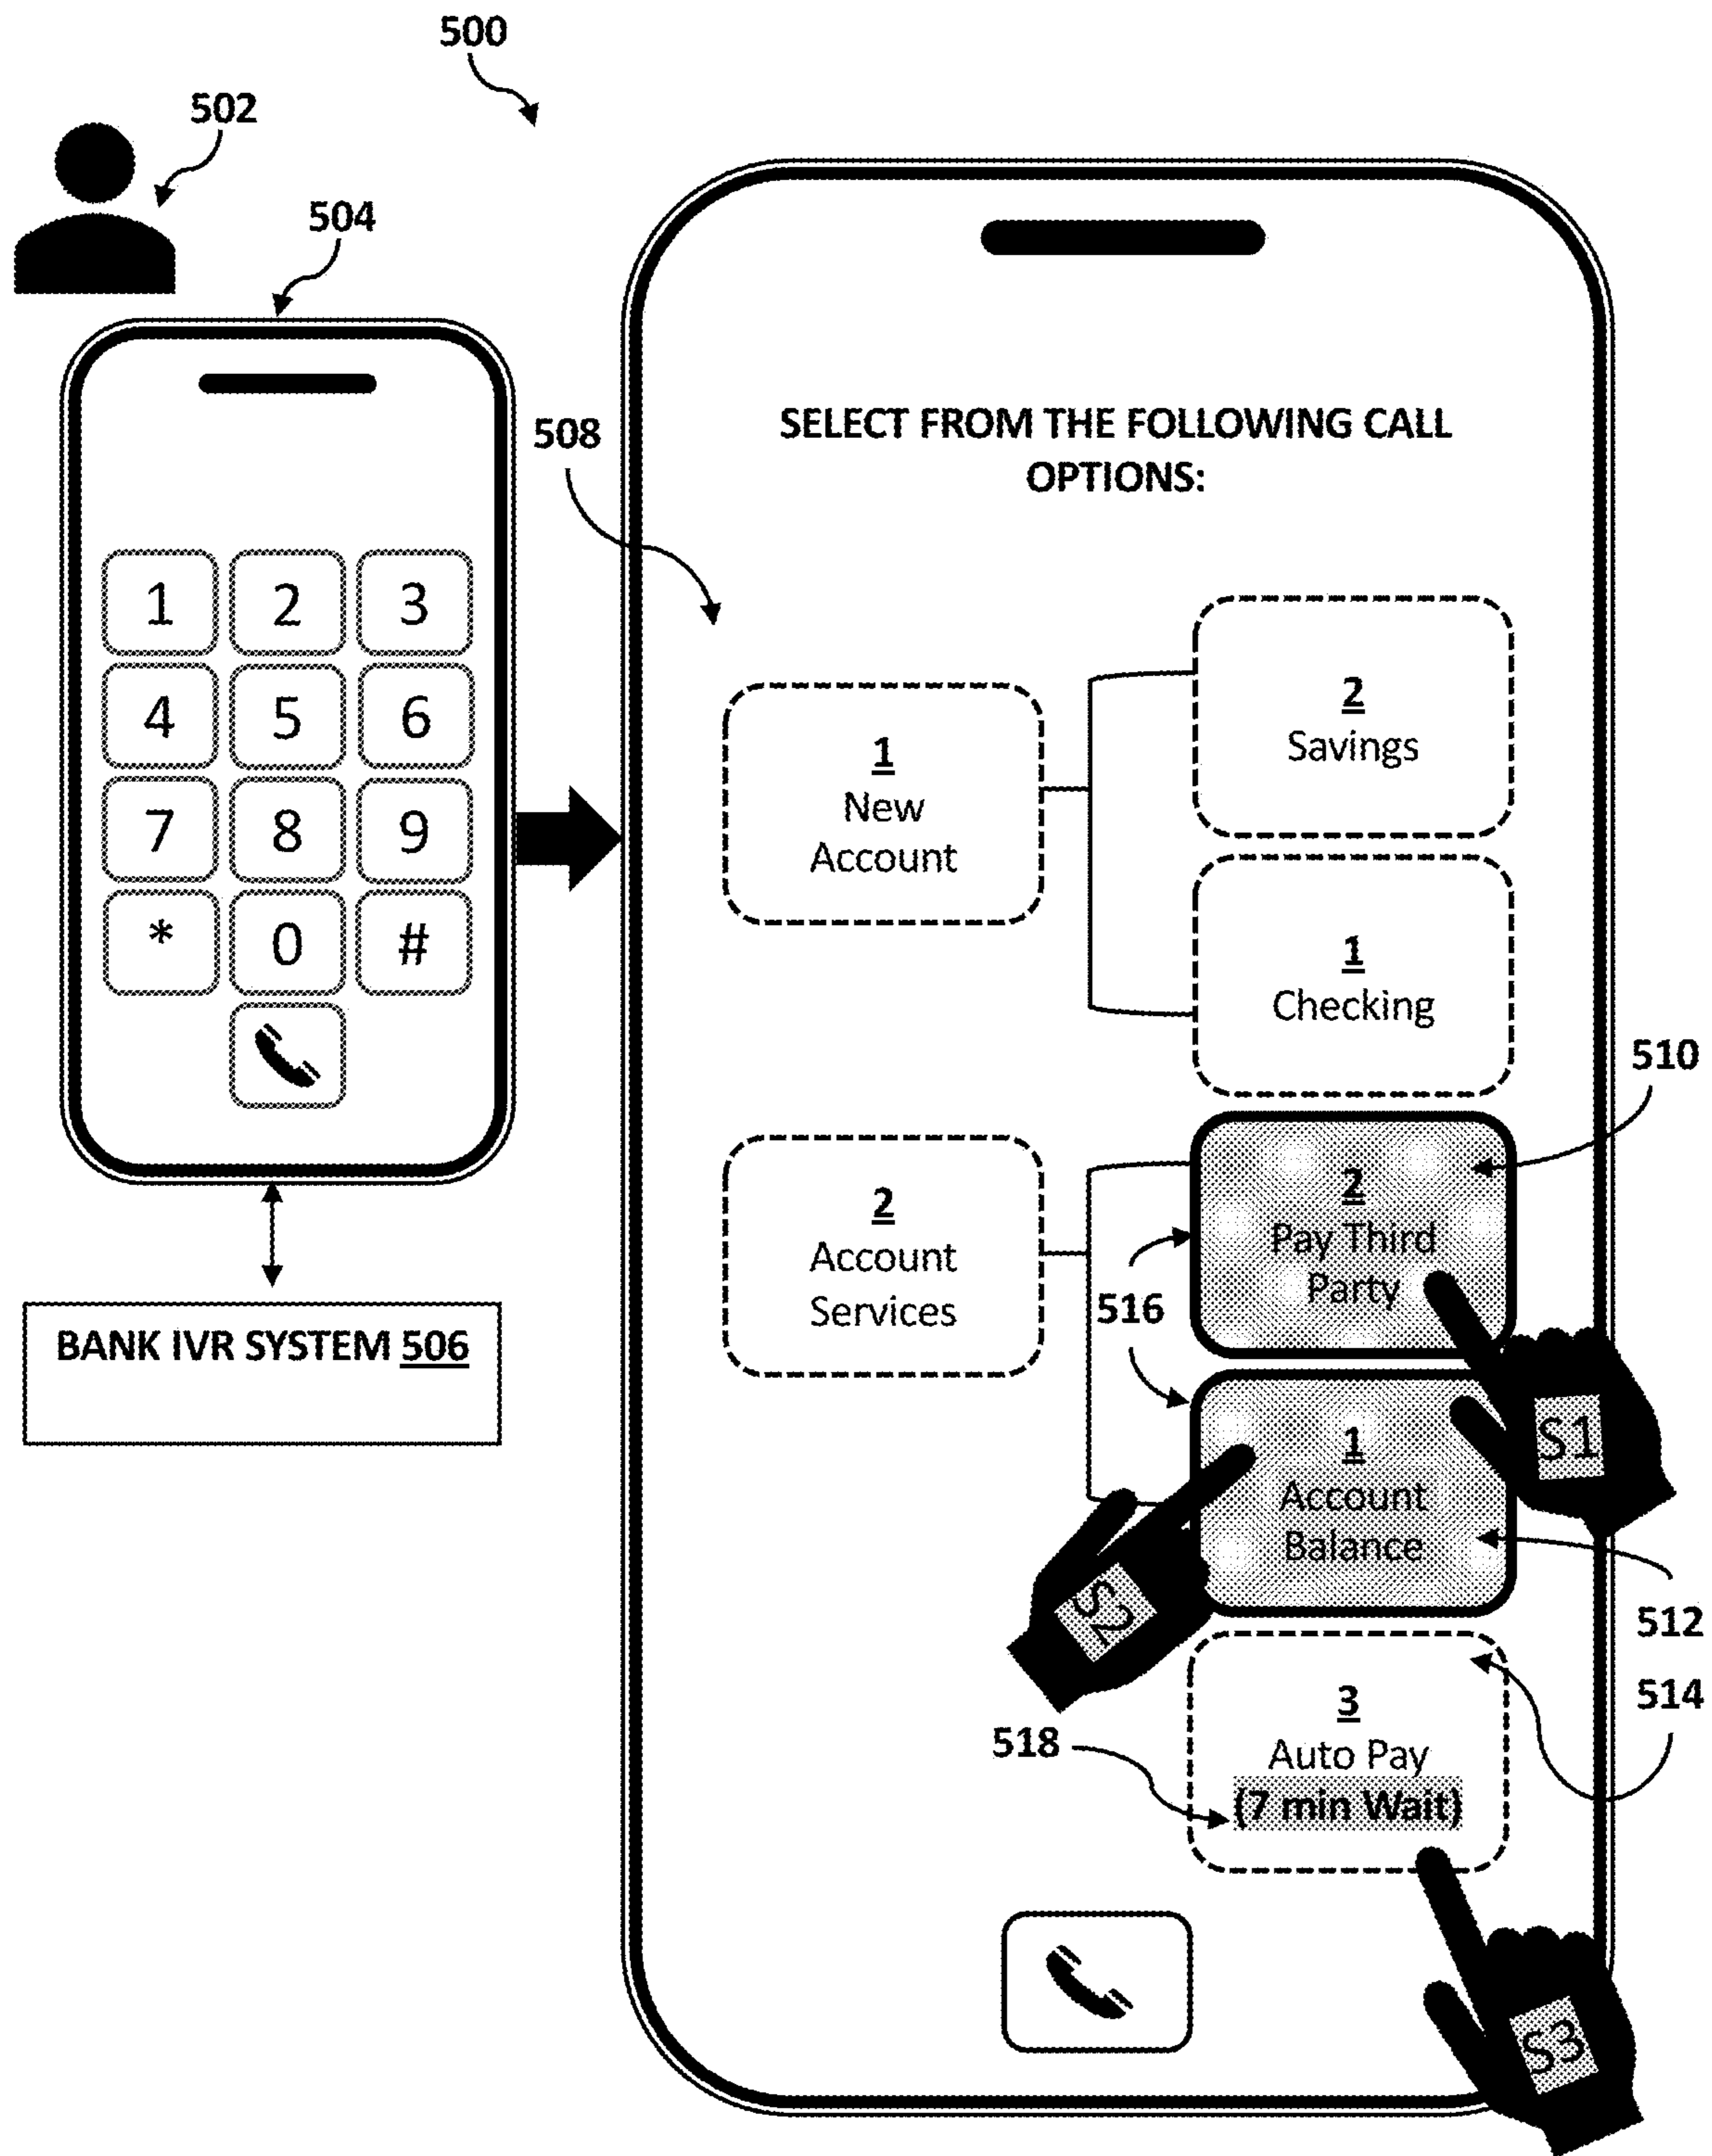 500
502
504
1
2
3
4
5
6
7
8
9
*
0
#
BANK IVR SYSTEM 506
508
SELECT FROM THE FOLLOWING CALL
OPTIONS:
1
New
Account
2
Savings
1
Checking
2
Account
Services
510
2
Pay Third
Party
516
S1
1
Account
Balance
S2
512
514
3
Auto Pay
(7 min Wait)
518
S3